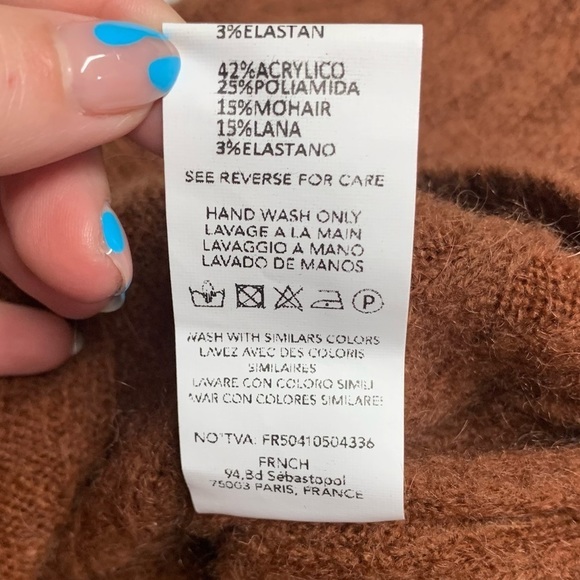 3%ELASTAN
42%ACRYLICO
25%POLIAMIDA
15%MOHAIR
15%LANA
3%ELASTANO
SEE REVERSE FOR CARE
HAND WASH ONLY
LAVAGE A LA MAIN
LAVAGGIO A MANO
LAVADO DE MANOS
P
WASH WITH SIMILARS COLORS
LAVEZ AVEC DES COLORIS
SIMILAIRES
LAVARE CON COLORO SIMILI
AVAR CON COLORES SIMILARES
NO'TVA: FR50410504336
FRNCH
94,Bd Sébastopol
75003 PARIS, FRANCE